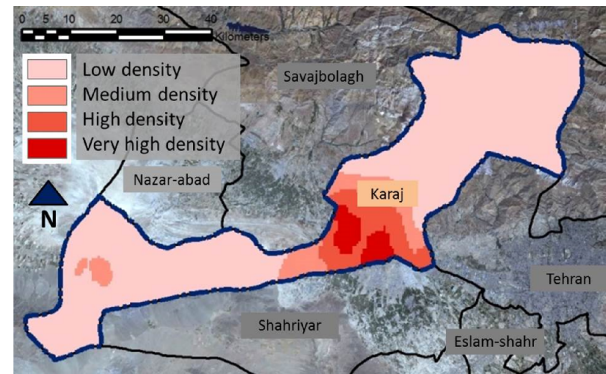 0 10 20 30 40
Kilometers
Low density
Medium density
High density
Very high density
N
Savajbolagh
Nazar-abad
Karaj
Tehran
Shahriyar
Eslam-shahr